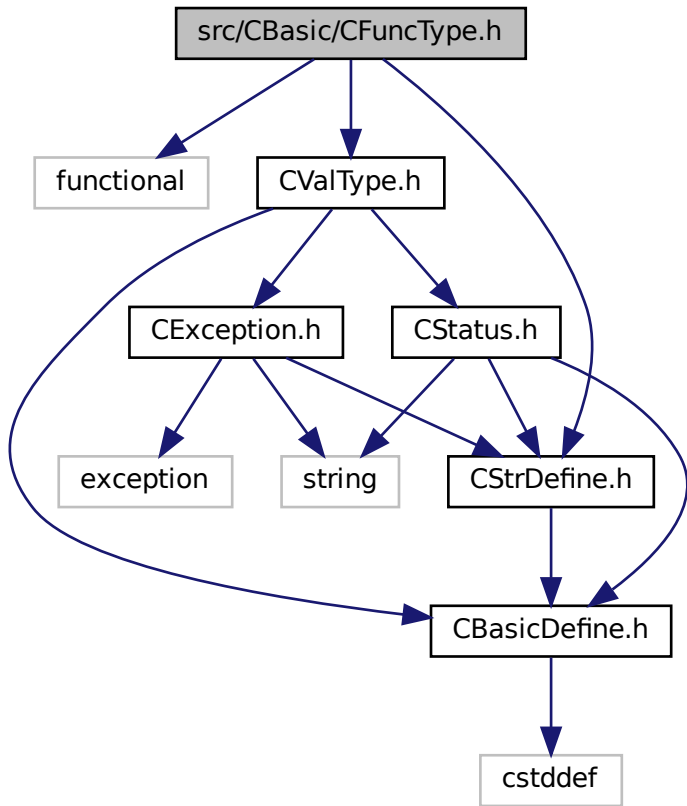 src/CBasic/CFuncType.h
functional
CValType.h
CException.h
CStatus.h
exception
string
CStrDefine.h
CBasicDefine.h
cstddef